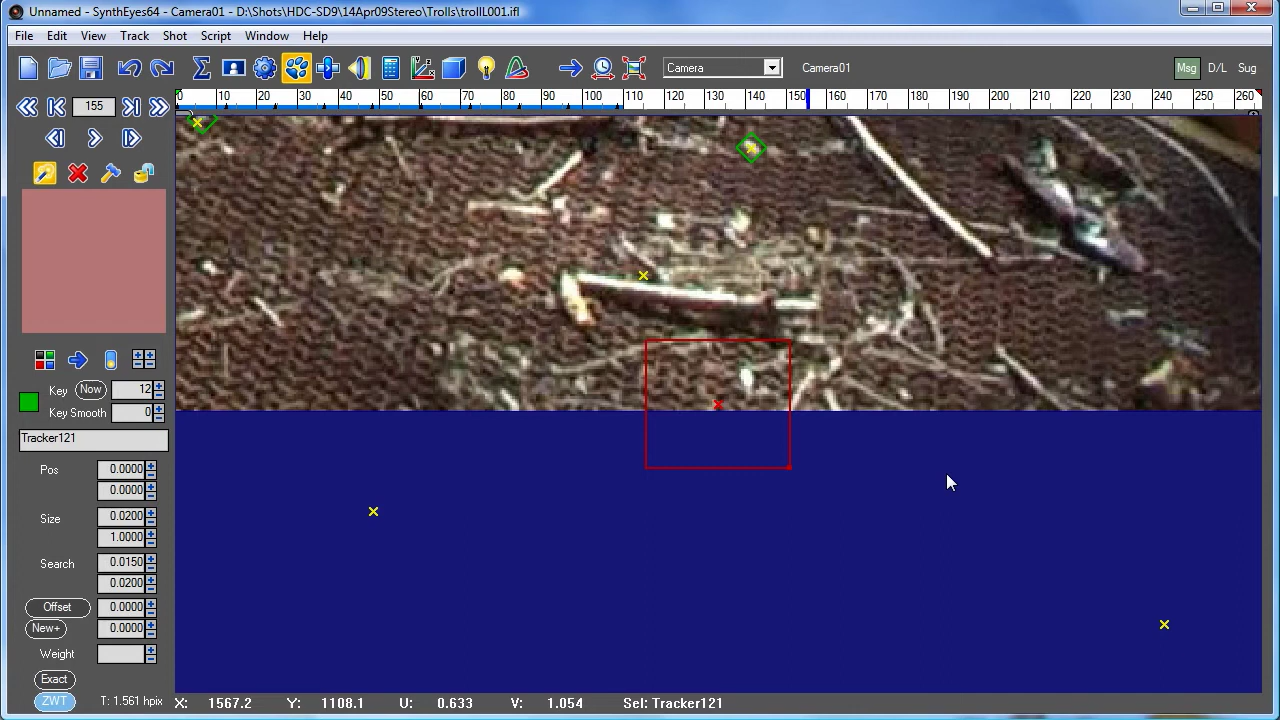 Unnamed - SynthEyes64 - Camera01 - D:\Shots\HDC-SD9\14Apr09Stereo\Trolls\trollL001.ifl
File Edit View Track Shot Script Window Help
Camera Camera01 Msg D/L Sug
155 0 10 20 30 40 50 60 70 80 90 100 110 120 130 140 150 160 170 180 190 200 210 220 230 240 250 260
Key Now 12
Key Smooth 0
Tracker121
Pos 0.0000
0.0000
Size 0.0200
1.0000
Search 0.0150
0.0200
Offset 0.0000
New+ 0.0000
Weight
Exact
ZWT T: 1.561 hpix X: 1567.2 Y: 1108.1 U: 0.633 V: 1.054 Sel: Tracker121